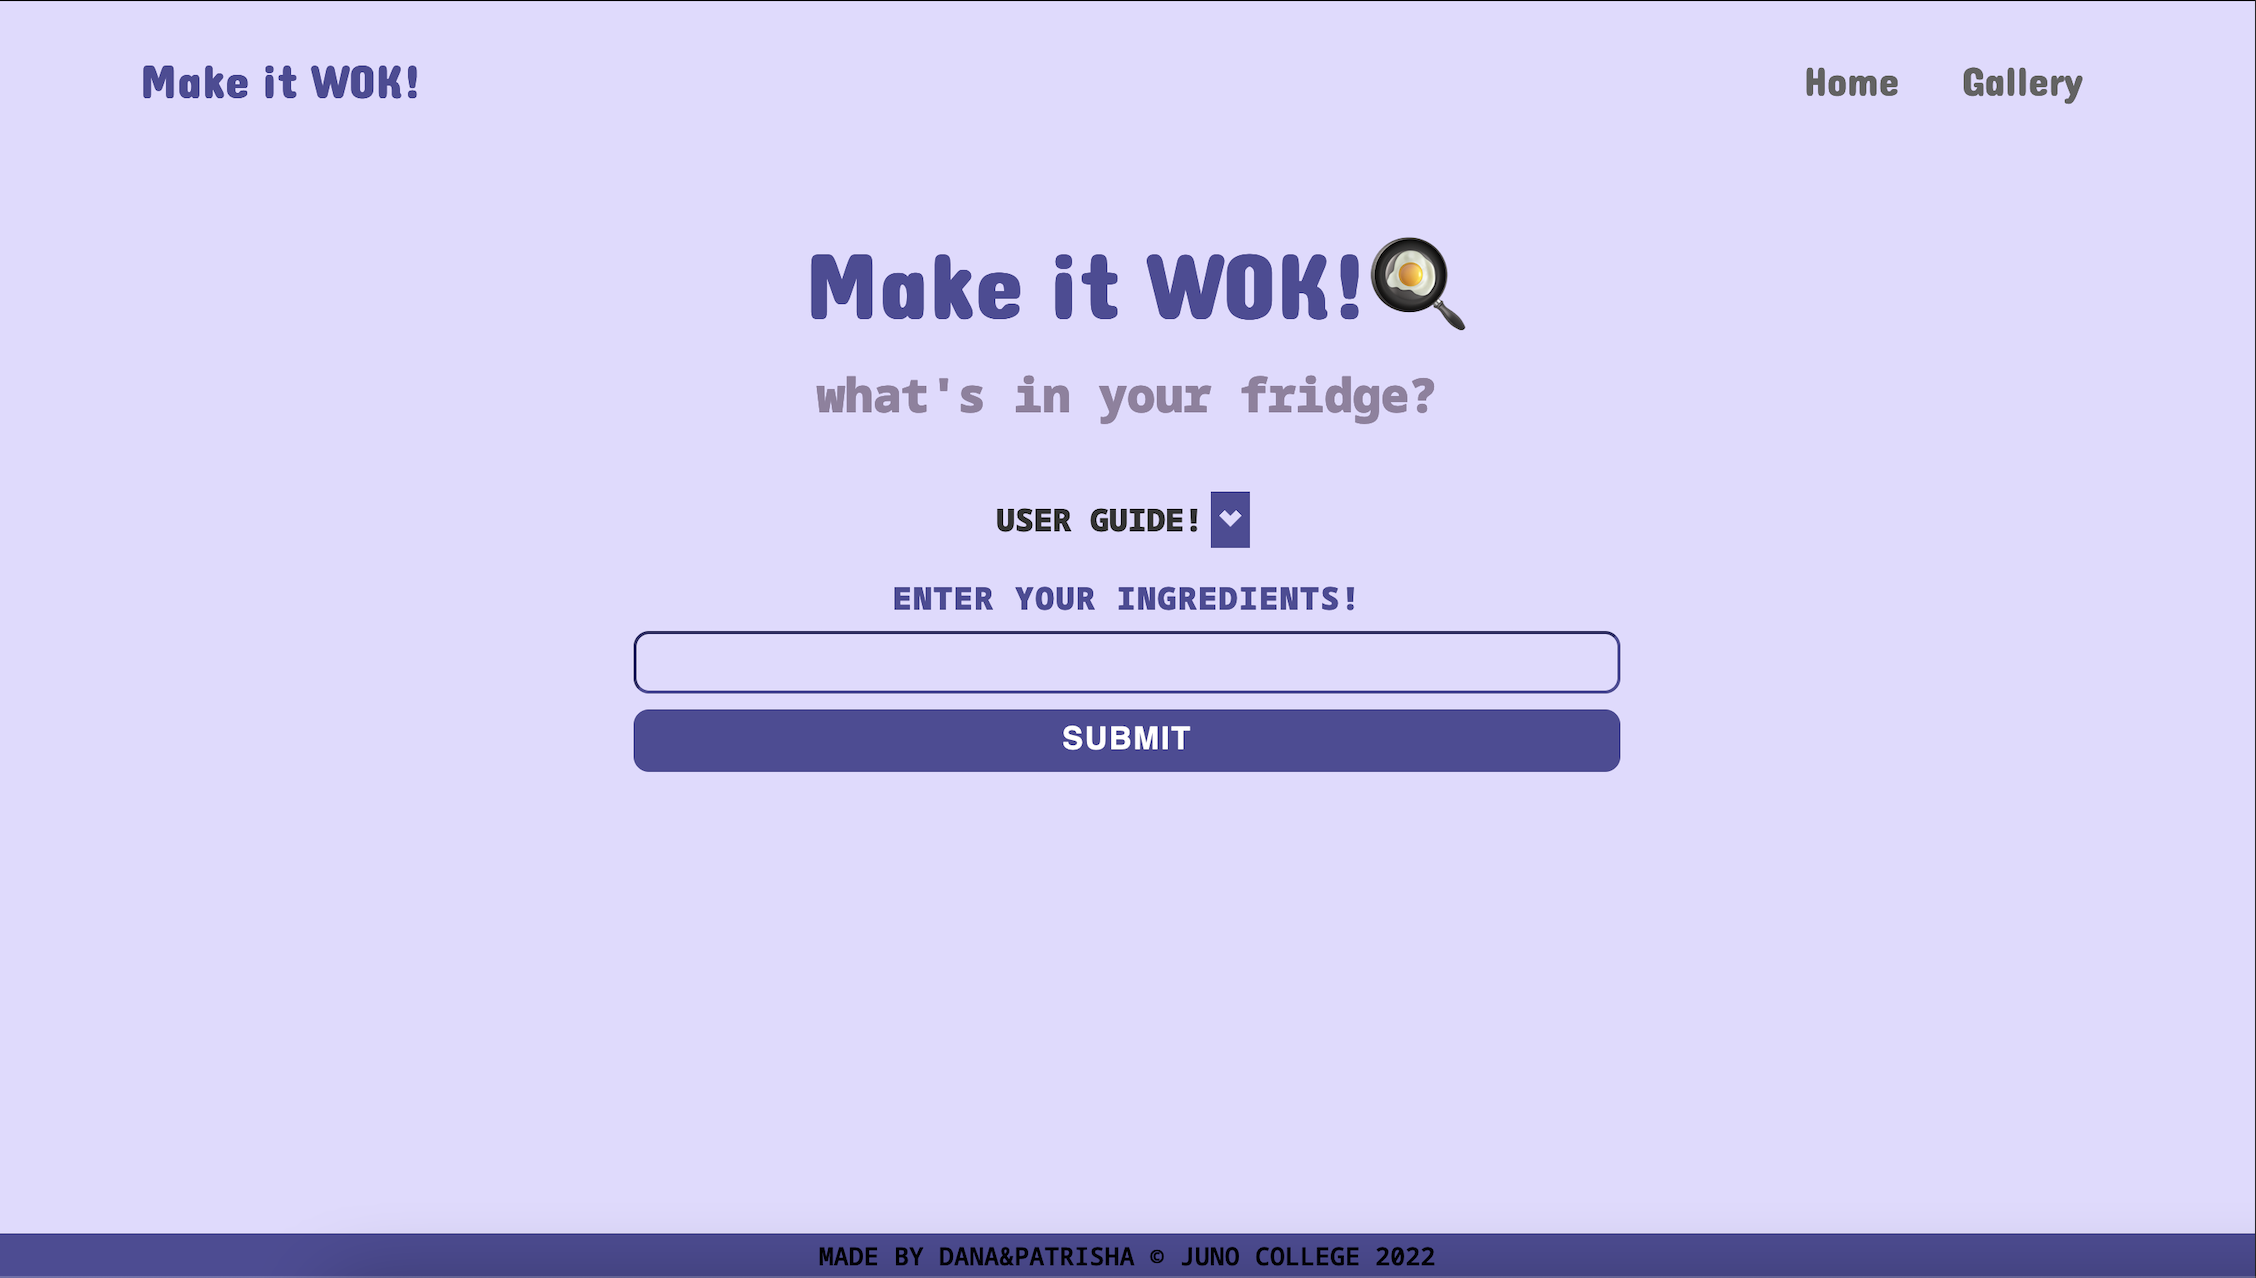 Make it WOK!
Home
Gallery
Make it WOK!
what's in your fridge?
USER GUIDE!
ENTER YOUR INGREDIENTS!
SUBMIT
MADE BY DANA&PATRISHA © JUNO COLLEGE 2022